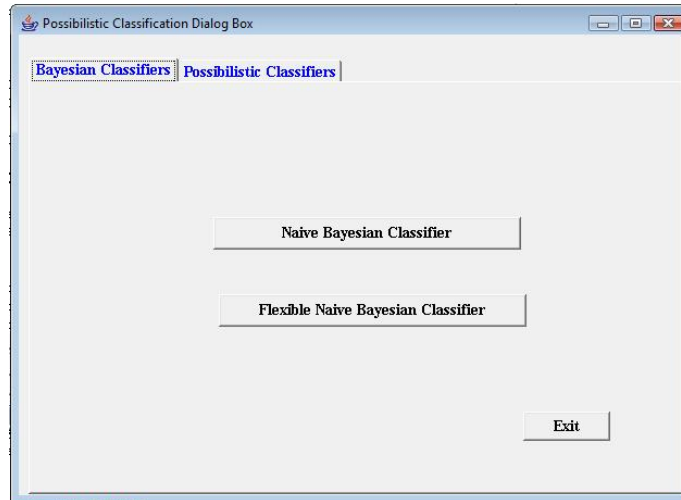 Possibilistic Classification Dialog Box
Bayesian Classifiers Possibilistic Classifiers
Naive Bayesian Classifier
Flexible Naive Bayesian Classifier
Exit